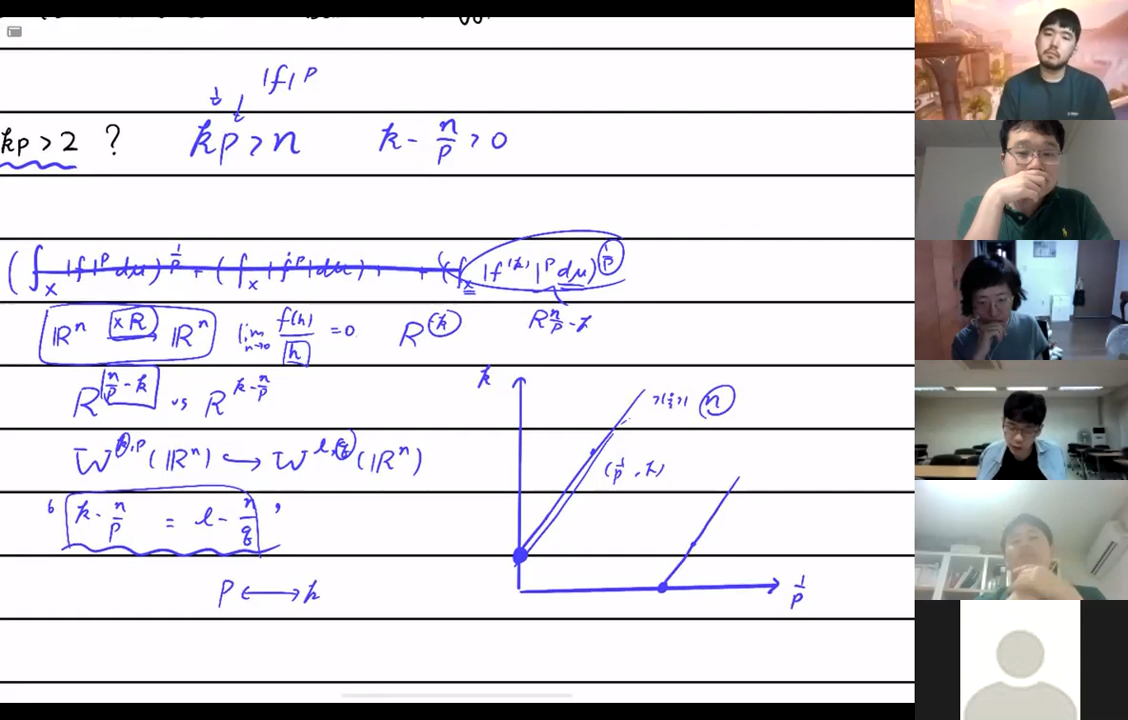 |f|^p
kp > 2 ? kp > n k - n/p > 0
(∫_X |f|^p dμ)^{1/p} + (∫_X |f'|^p dμ) + + (∫_X |f^{(k)}|^p dμ)^{1/p}
R^{n/p - k}
ℝ^n ×R ℝ^n lim_{n→0} f(h)/h = 0 R^{(k)}
R^{n/p - k} vs R^{k - n/p}
W^{k,p}(ℝ^n) ↪ W^{l,q}(ℝ^n)
k - n/p = l - n/q
p ⟷ k
k
기울기 n
(1/p, k)
1/p